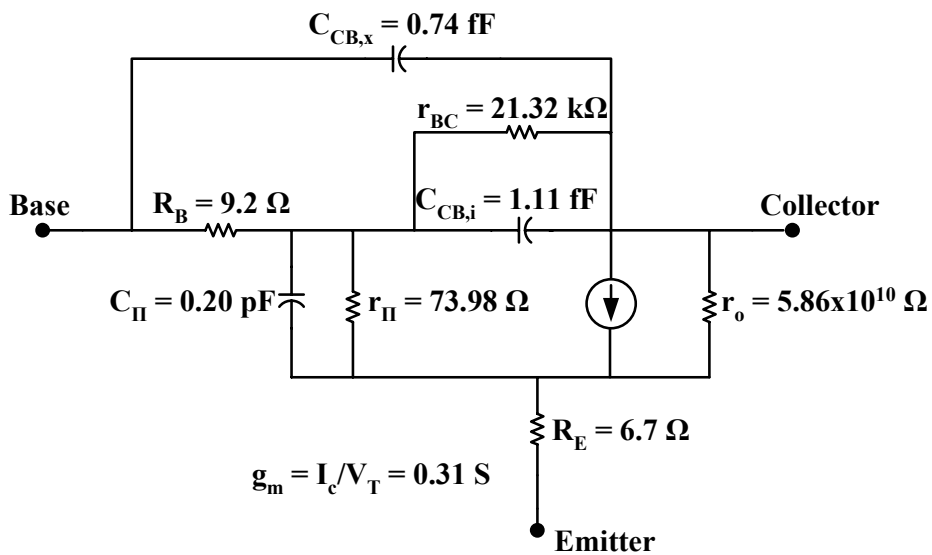 C_CB,x = 0.74 fF
r_BC = 21.32 kΩ
C_CB,i = 1.11 fF
Base
R_B = 9.2 Ω
Collector
C_Π = 0.20 pF
r_Π = 73.98 Ω
r_o = 5.86x10^10 Ω
R_E = 6.7 Ω
g_m = I_c/V_T = 0.31 S
Emitter